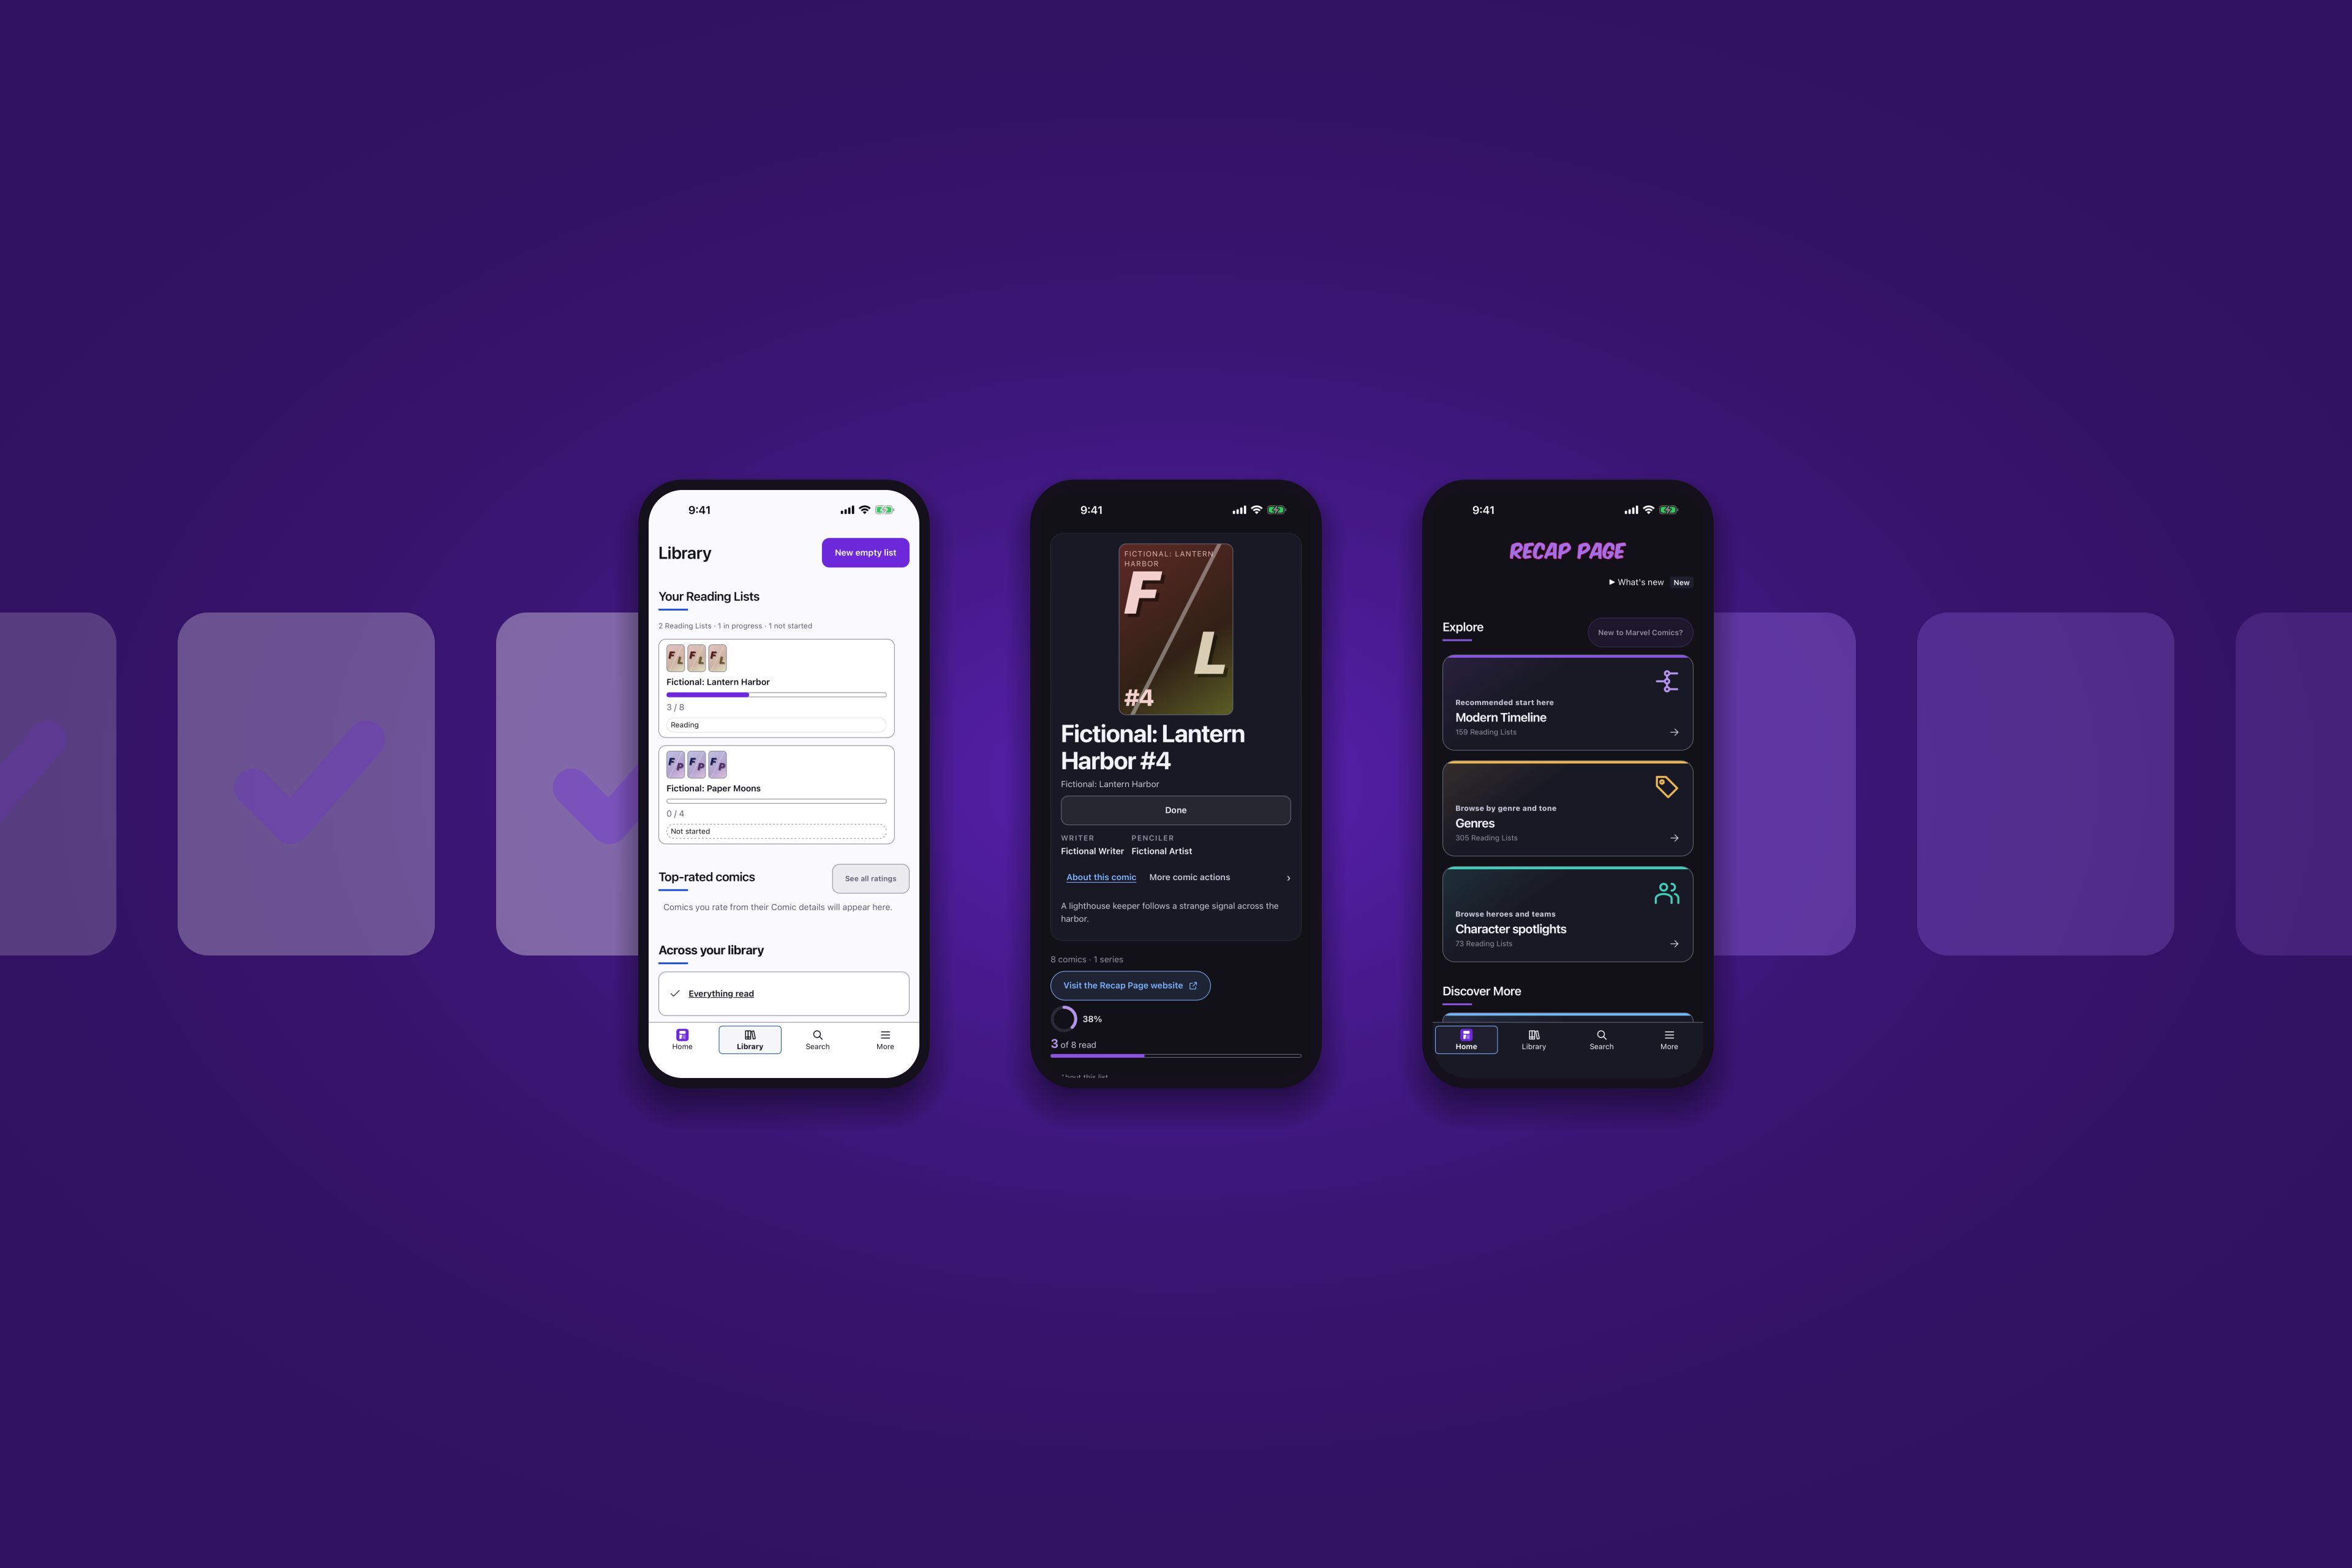 9:41
Library
New empty list
Your Reading Lists
2 Reading Lists · 1 in progress · 1 not started
F L F L F L
Fictional: Lantern Harbor
3 / 8
Reading
F P F P F P
Fictional: Paper Moons
0 / 4
Not started
Top-rated comics
See all ratings
Comics you rate from their Comic details will appear here.
Across your library
Everything read
Home Library Search More
9:41
FICTIONAL: LANTERN
HARBOR
F
L
#4
Fictional: Lantern
Harbor #4
Fictional: Lantern Harbor
Done
WRITER PENCILER
Fictional Writer Fictional Artist
About this comic More comic actions
A lighthouse keeper follows a strange signal across the
harbor.
8 comics · 1 series
Visit the Recap Page website
38%
3 of 8 read
9:41
RECAP PAGE
What's new New
Explore
New to Marvel Comics?
Recommended start here
Modern Timeline
159 Reading Lists
Browse by genre and tone
Genres
305 Reading Lists
Browse heroes and teams
Character spotlights
73 Reading Lists
Discover More
Home Library Search More